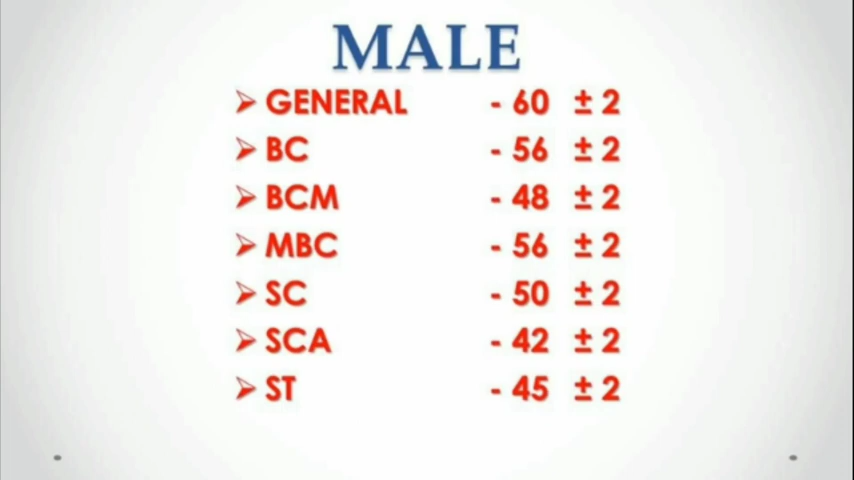 MALE
➢ GENERAL - 60 ± 2
➢ BC - 56 ± 2
➢ BCM - 48 ± 2
➢ MBC - 56 ± 2
➢ SC - 50 ± 2
➢ SCA - 42 ± 2
➢ ST - 45 ± 2